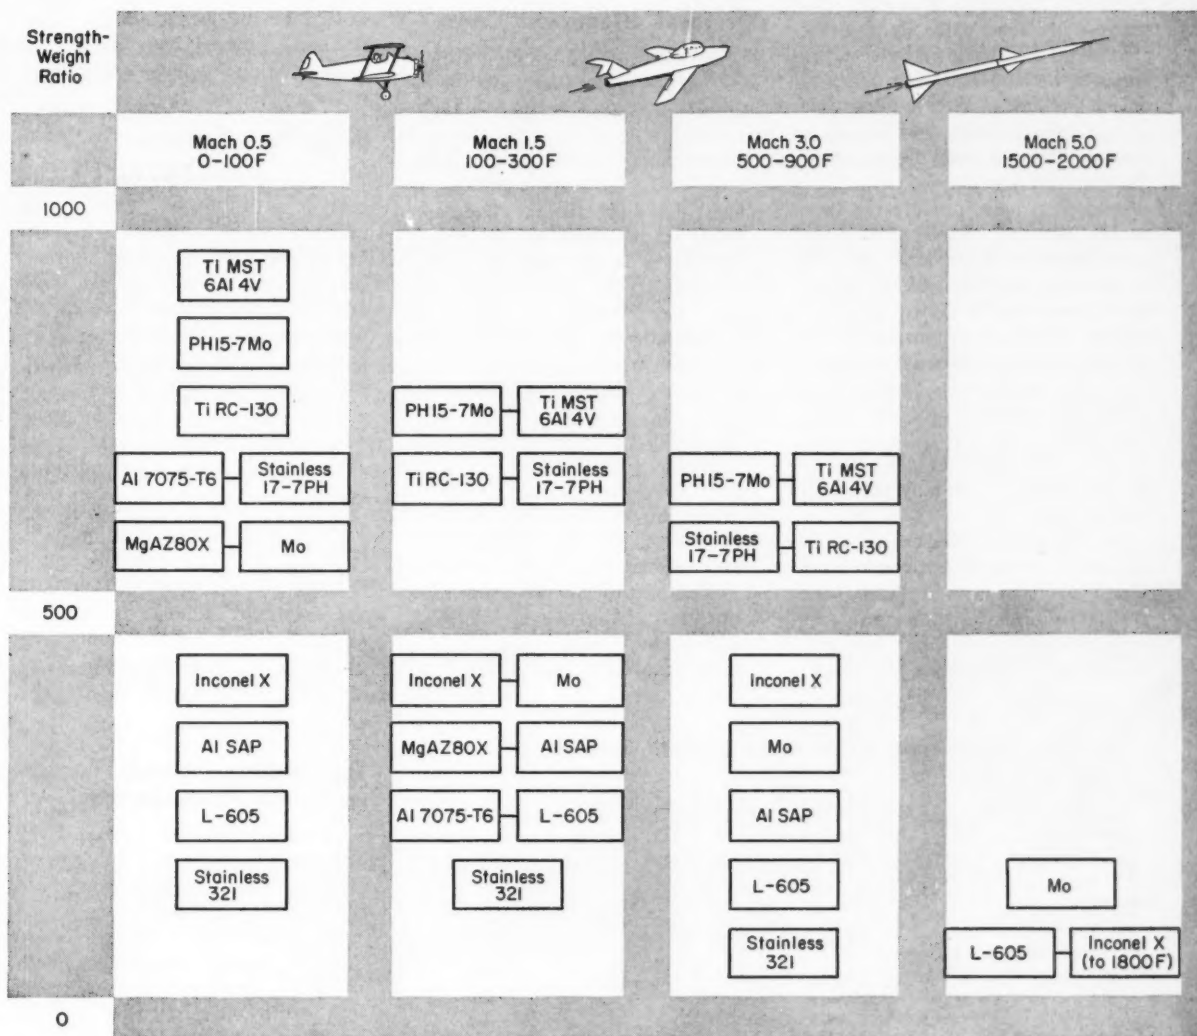 Strength-
Weight
Ratio
Mach 0.5
0-100F
Mach 1.5
100-300F
Mach 3.0
500-900F
Mach 5.0
1500-2000F
1000
Ti MST
6Al 4V
PH15-7Mo
Ti RC-130
PH15-7Mo
Ti MST
6Al 4V
Al 7075-T6
Stainless
17-7PH
Ti RC-130
Stainless
17-7PH
PH15-7Mo
Ti MST
6Al 4V
MgAZ80X
Mo
Stainless
17-7PH
Ti RC-130
500
Inconel X
Inconel X
Mo
Inconel X
Al SAP
MgAZ80X
Al SAP
Mo
L-605
Al 7075-T6
L-605
Al SAP
Stainless
321
Stainless
321
L-605
Mo
Stainless
321
L-605
Inconel X
(to 1800F)
0